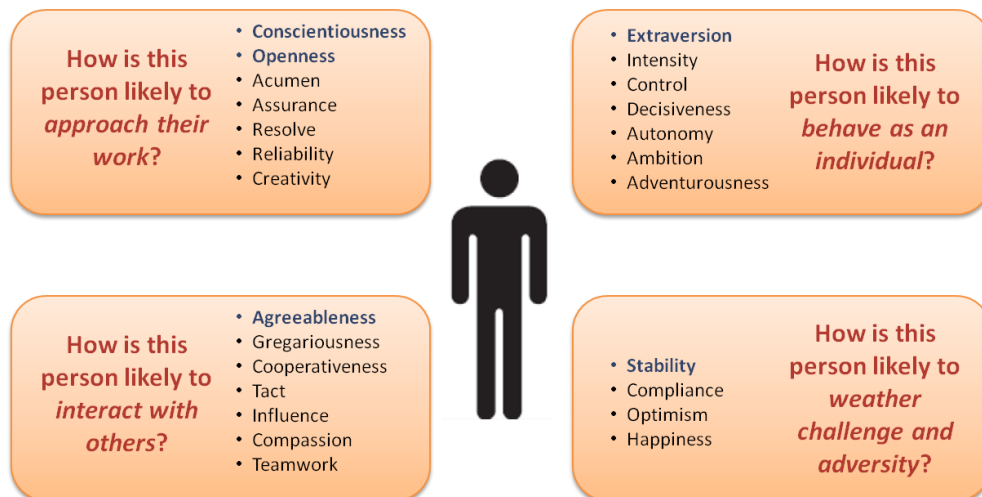 How is this
person likely to
approach their
work?
• Conscientiousness
• Openness
• Acumen
• Assurance
• Resolve
• Reliability
• Creativity
• Extraversion
• Intensity
• Control
• Decisiveness
• Autonomy
• Ambition
• Adventurousness
How is this
person likely to
behave as an
individual?
How is this
person likely to
interact with
others?
• Agreeableness
• Gregariousness
• Cooperativeness
• Tact
• Influence
• Compassion
• Teamwork
• Stability
• Compliance
• Optimism
• Happiness
How is this
person likely to
weather
challenge and
adversity?